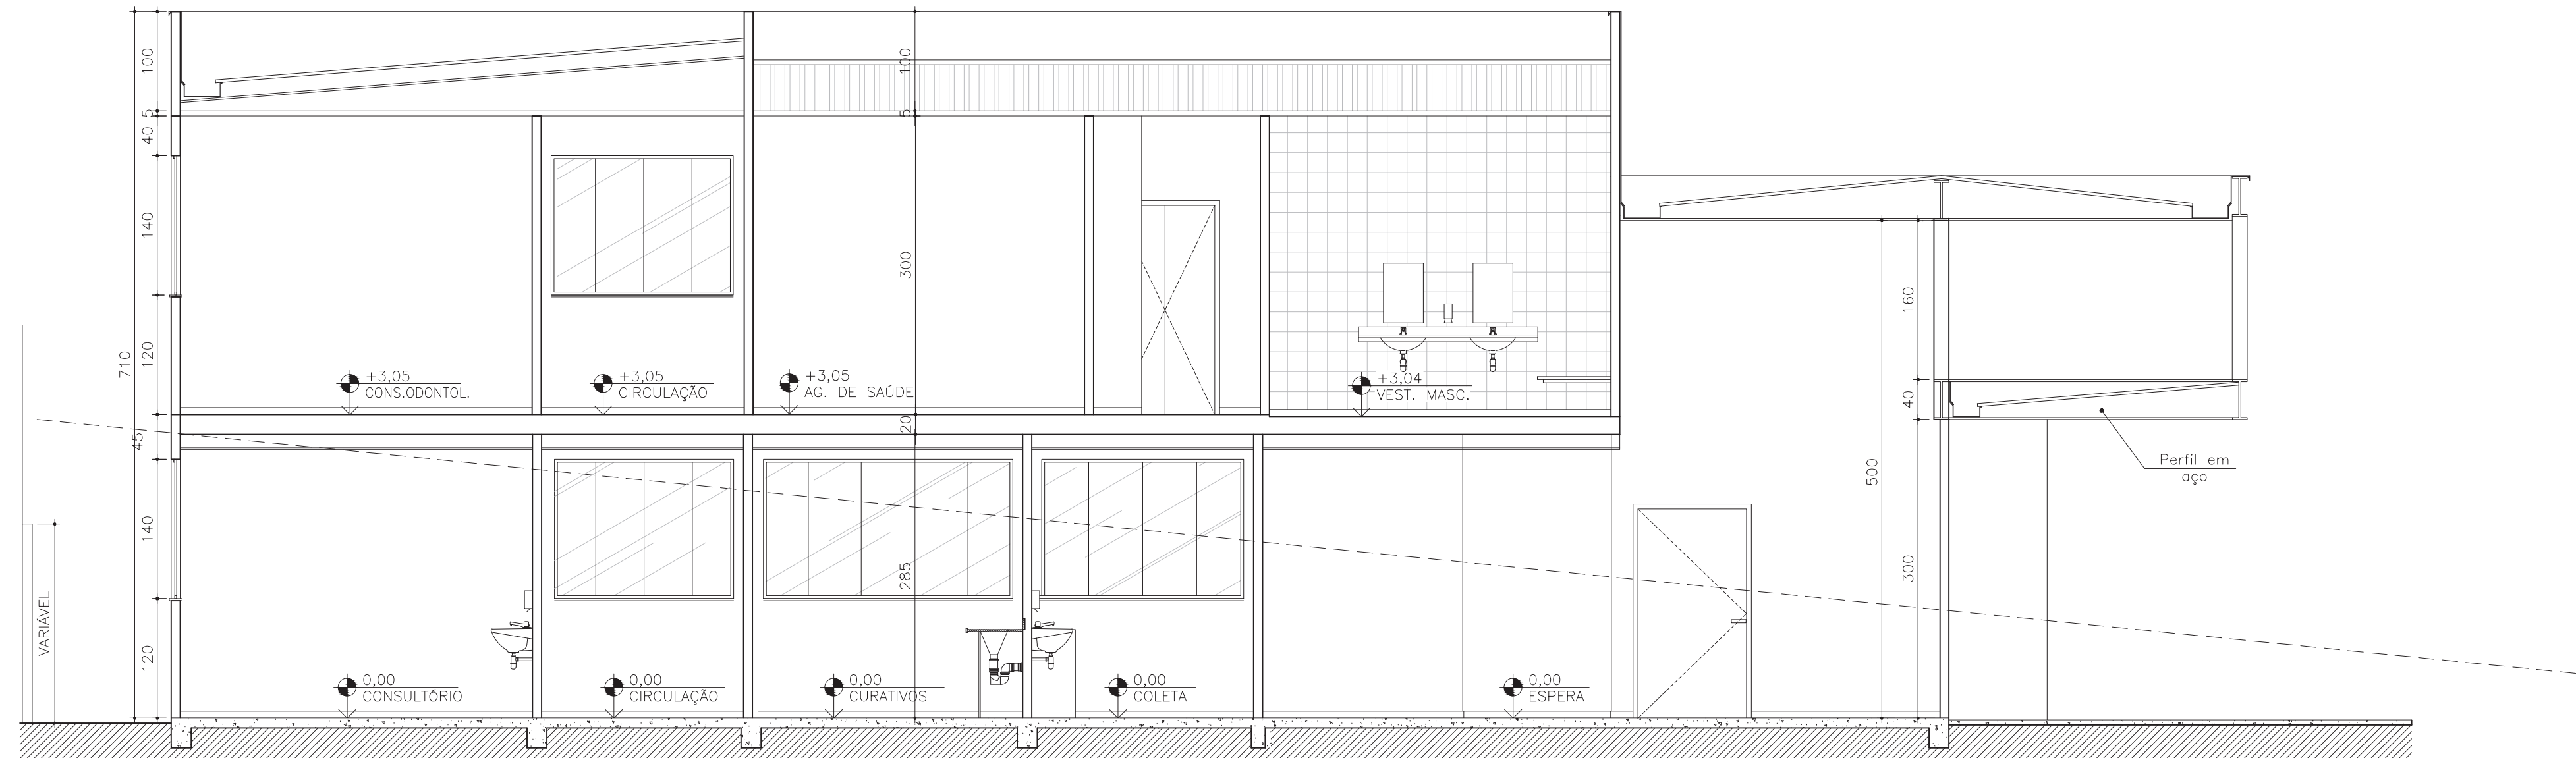 100
5
40
140
120
710
45
140
120
VARIÁVEL
100
5
300
20
285
+3,05
CONS.ODONTOL.
+3,05
CIRCULAÇÃO
+3,05
AG. DE SAÚDE
+3,04
VEST. MASC.
0,00
CONSULTÓRIO
0,00
CIRCULAÇÃO
0,00
CURATIVOS
0,00
COLETA
0,00
ESPERA
500
160
40
300
Perfil em
aço